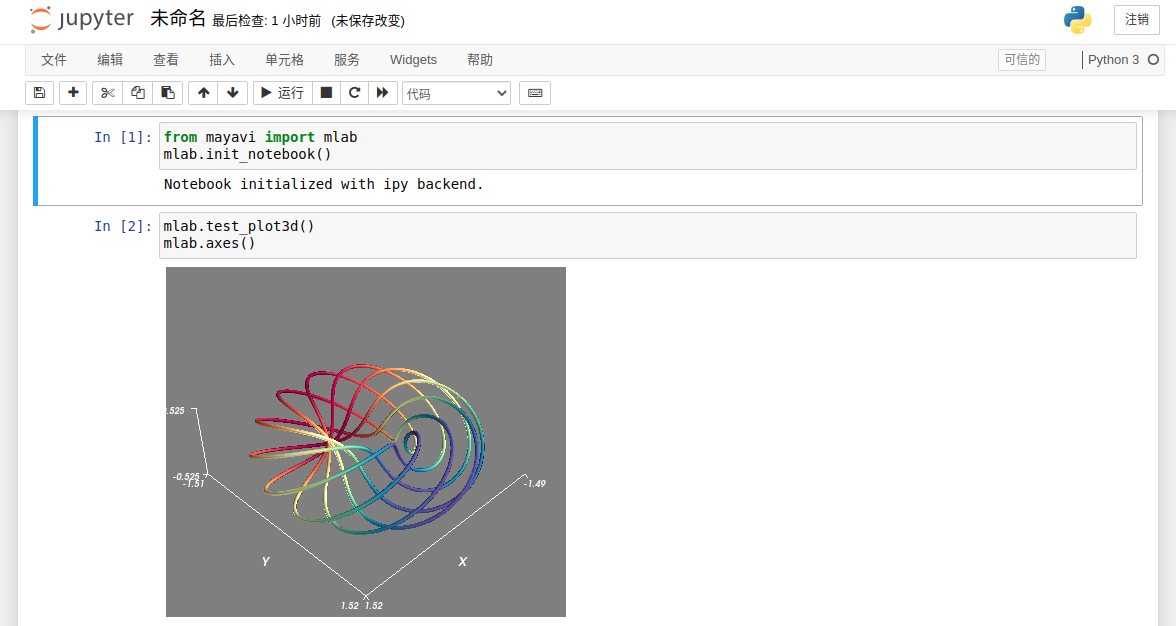 jupyter 未命名 最后检查: 1 小时前 (未保存改变) 注销
文件 编辑 查看 插入 单元格 服务 Widgets 帮助 可信的 Python 3
运行 代码
In [1]: from mayavi import mlab
mlab.init_notebook()
Notebook initialized with ipy backend.
In [2]: mlab.test_plot3d()
mlab.axes()
.525
-0.525
-1.51
-1.49
Y
X
1.52 1.52